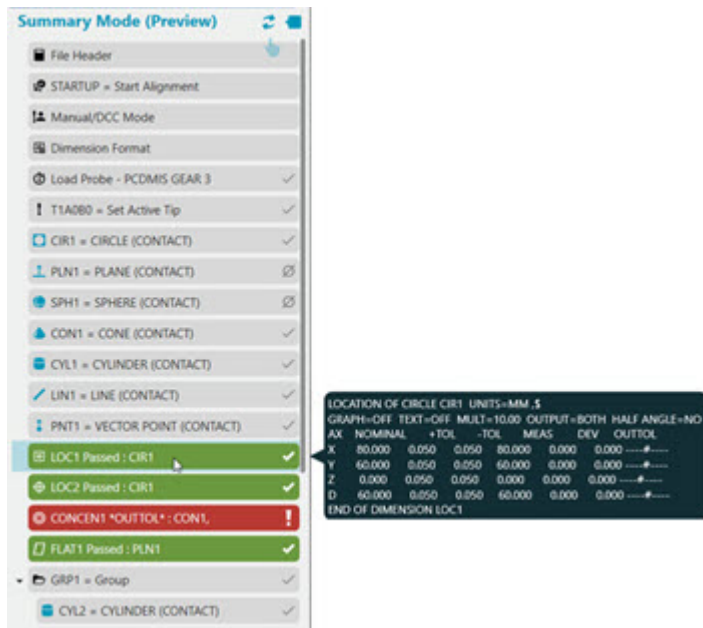 Summary Mode (Preview)
File Header
STARTUP = Start Alignment
Manual/DCC Mode
Dimension Format
Load Probe - PCDMIS GEAR 3
T1A0B0 = Set Active Tip
CIR1 = CIRCLE (CONTACT)
PLN1 = PLANE (CONTACT)
SPH1 = SPHERE (CONTACT)
CON1 = CONE (CONTACT)
CYL1 = CYLINDER (CONTACT)
LIN1 = LINE (CONTACT)
PNT1 = VECTOR POINT (CONTACT)
LOC1 Passed : CIR1
LOC2 Passed : CIR1
CONCEN1 *OUTTOL* : CON1,
FLAT1 Passed : PLN1
GRP1 = Group
CYL2 = CYLINDER (CONTACT)
LOCATION OF CIRCLE CIR1 UNITS=MM ,$
GRAPH=OFF TEXT=OFF MULT=10.00 OUTPUT=BOTH HALF ANGLE=NO
AX NOMINAL +TOL -TOL MEAS DEV OUTTOL
X 80.000 0.050 0.050 80.000 0.000 0.000 ----#----
Y 60.000 0.050 0.050 60.000 0.000 0.000 ----#----
Z 0.000 0.050 0.050 0.000 0.000 0.000 ----#----
D 60.000 0.050 0.050 60.000 0.000 0.000 ----#----
END OF DIMENSION LOC1